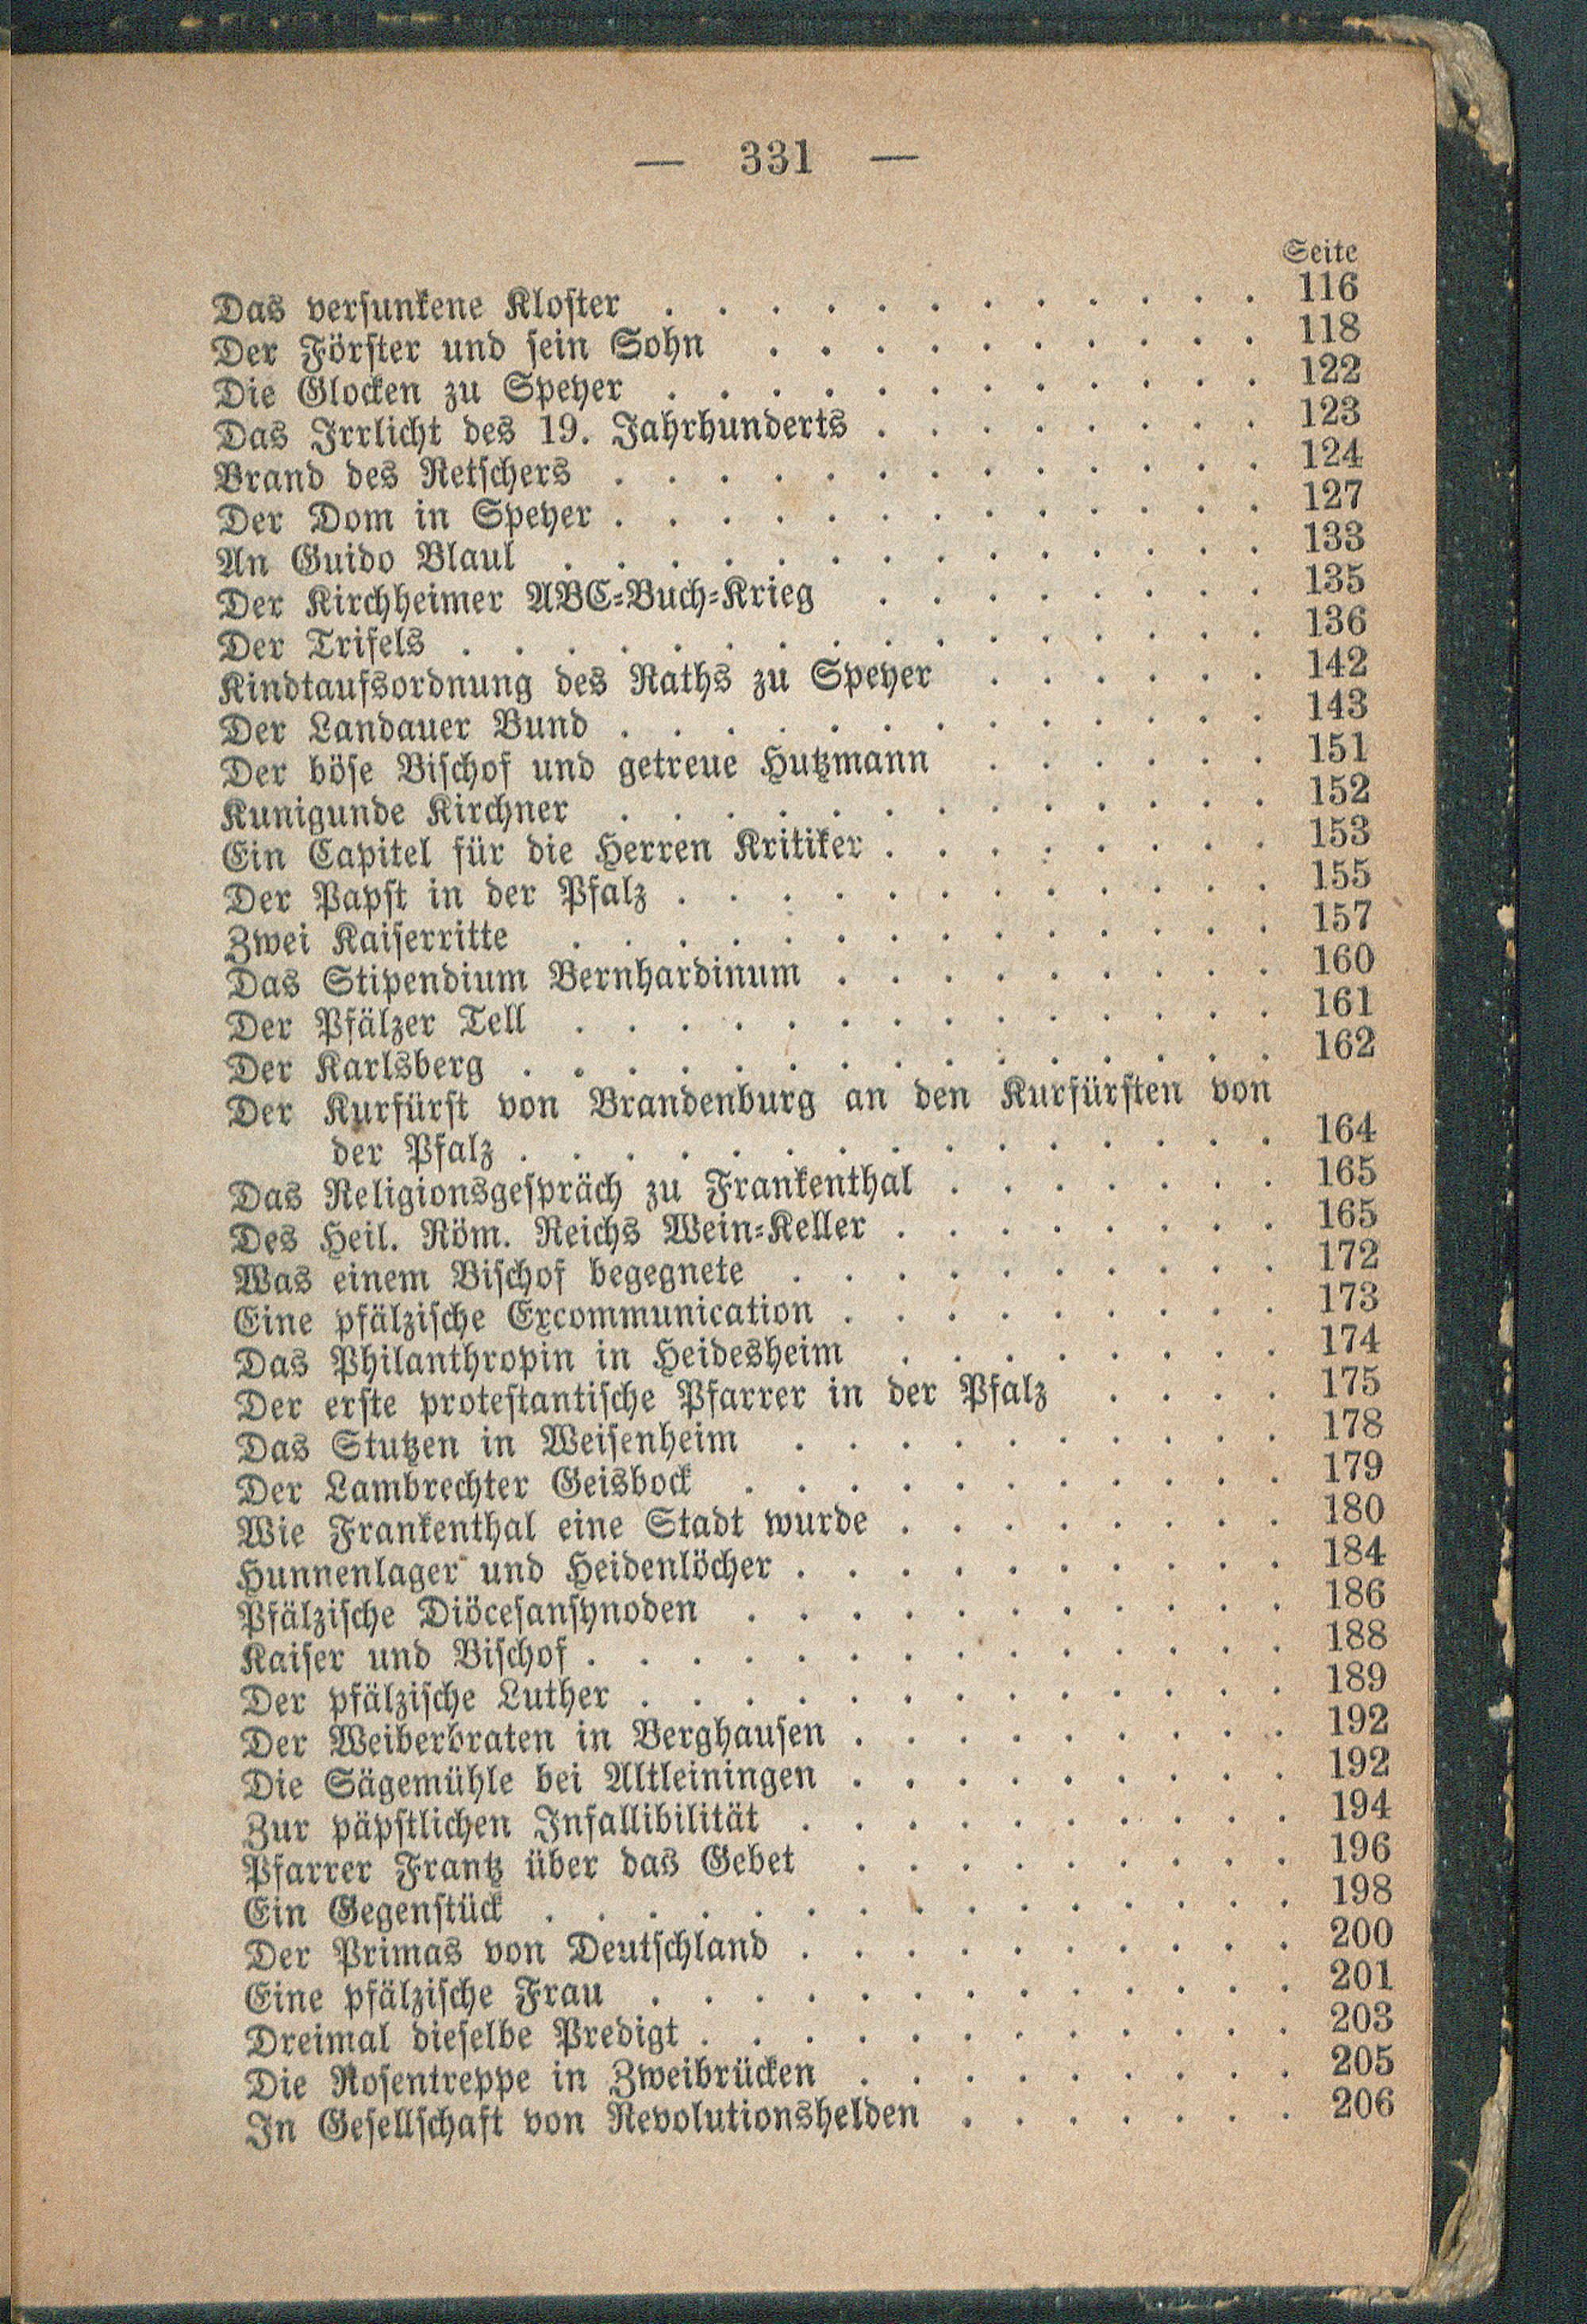 — 331 —
Seite
Das versunkene Kloster . . . . . . . . . . . . 116
Der Förster und sein Sohn . . . . . . . . . . 118
Die Glocken zu Speyer . . . . . . . . . . . . 122
Das Irrlicht des 19. Jahrhunderts . . . . . . . . 123
Brand des Retschers . . . . . . . . . . . . . 124
Der Dom in Speyer . . . . . . . . . . . . . 127
An Guido Blaul . . . . . . . . . . . . . . 133
Der Kirchheimer ABC-Buch-Krieg . . . . . . . . 135
Der Trifels . . . . . . . . . . . . . . . . 136
Kindtaufsordnung des Raths zu Speyer . . . . . . 142
Der Landauer Bund . . . . . . . . . . . . . 143
Der böse Bischof und getreue Hutzmann . . . . . . 151
Kunigunde Kirchner . . . . . . . . . . . . . 152
Ein Capitel für die Herren Kritiker . . . . . . . . 153
Der Papst in der Pfalz . . . . . . . . . . . . 155
Zwei Kaiserritte . . . . . . . . . . . . . . 157
Das Stipendium Bernhardinum . . . . . . . . . 160
Der Pfälzer Tell . . . . . . . . . . . . . . 161
Der Karlsberg . . . . . . . . . . . . . . . 162
Der Kurfürst von Brandenburg an den Kurfürsten von
der Pfalz . . . . . . . . . . . . . . . 164
Das Religionsgespräch zu Frankenthal . . . . . . . 165
Des Heil. Röm. Reichs Wein-Keller . . . . . . . . 165
Was einem Bischof begegnete . . . . . . . . . . 172
Eine pfälzische Excommunication . . . . . . . . . 173
Das Philanthropin in Heidesheim . . . . . . . . 174
Der erste protestantische Pfarrer in der Pfalz . . . . 175
Das Stutzen in Weisenheim . . . . . . . . . . 178
Der Lambrechter Geisbock . . . . . . . . . . . 179
Wie Frankenthal eine Stadt wurde . . . . . . . . 180
Hunnenlager und Heidenlöcher . . . . . . . . . . 184
Pfälzische Diöcesansynoden . . . . . . . . . . . 186
Kaiser und Bischof . . . . . . . . . . . . . . 188
Der pfälzische Luther . . . . . . . . . . . . . 189
Der Weiberbraten in Berghausen . . . . . . . . . 192
Die Sägemühle bei Altleiningen . . . . . . . . . 192
Zur päpstlichen Infallibilität . . . . . . . . . . 194
Pfarrer Frantz über das Gebet . . . . . . . . . 196
Ein Gegenstück . . . . . . . . . . . . . . . 198
Der Primas von Deutschland . . . . . . . . . . 200
Eine pfälzische Frau . . . . . . . . . . . . . 201
Dreimal dieselbe Predigt . . . . . . . . . . . . 203
Die Rosentreppe in Zweibrücken . . . . . . . . . 205
In Gesellschaft von Revolutionshelden . . . . . . . 206